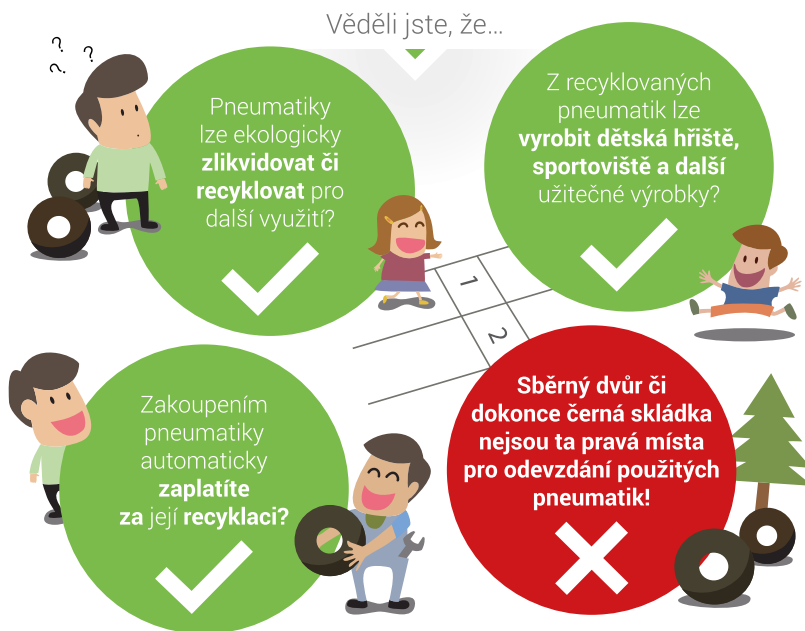 Věděli jste, že...
? ? ?
Pneumatiky
lze ekologicky
zlikvidovat či
recyklovat pro
další využití?
Z recyklovaných
pneumatik lze
vyrobit dětská hřiště,
sportoviště a další
užitečné výrobky?
1
2
Zakoupením
pneumatiky
automaticky
zaplatíte
za její recyklaci?
Sběrný dvůr či
dokonce černá skládka
nejsou ta pravá místa
pro odevzdání použitých
pneumatik!